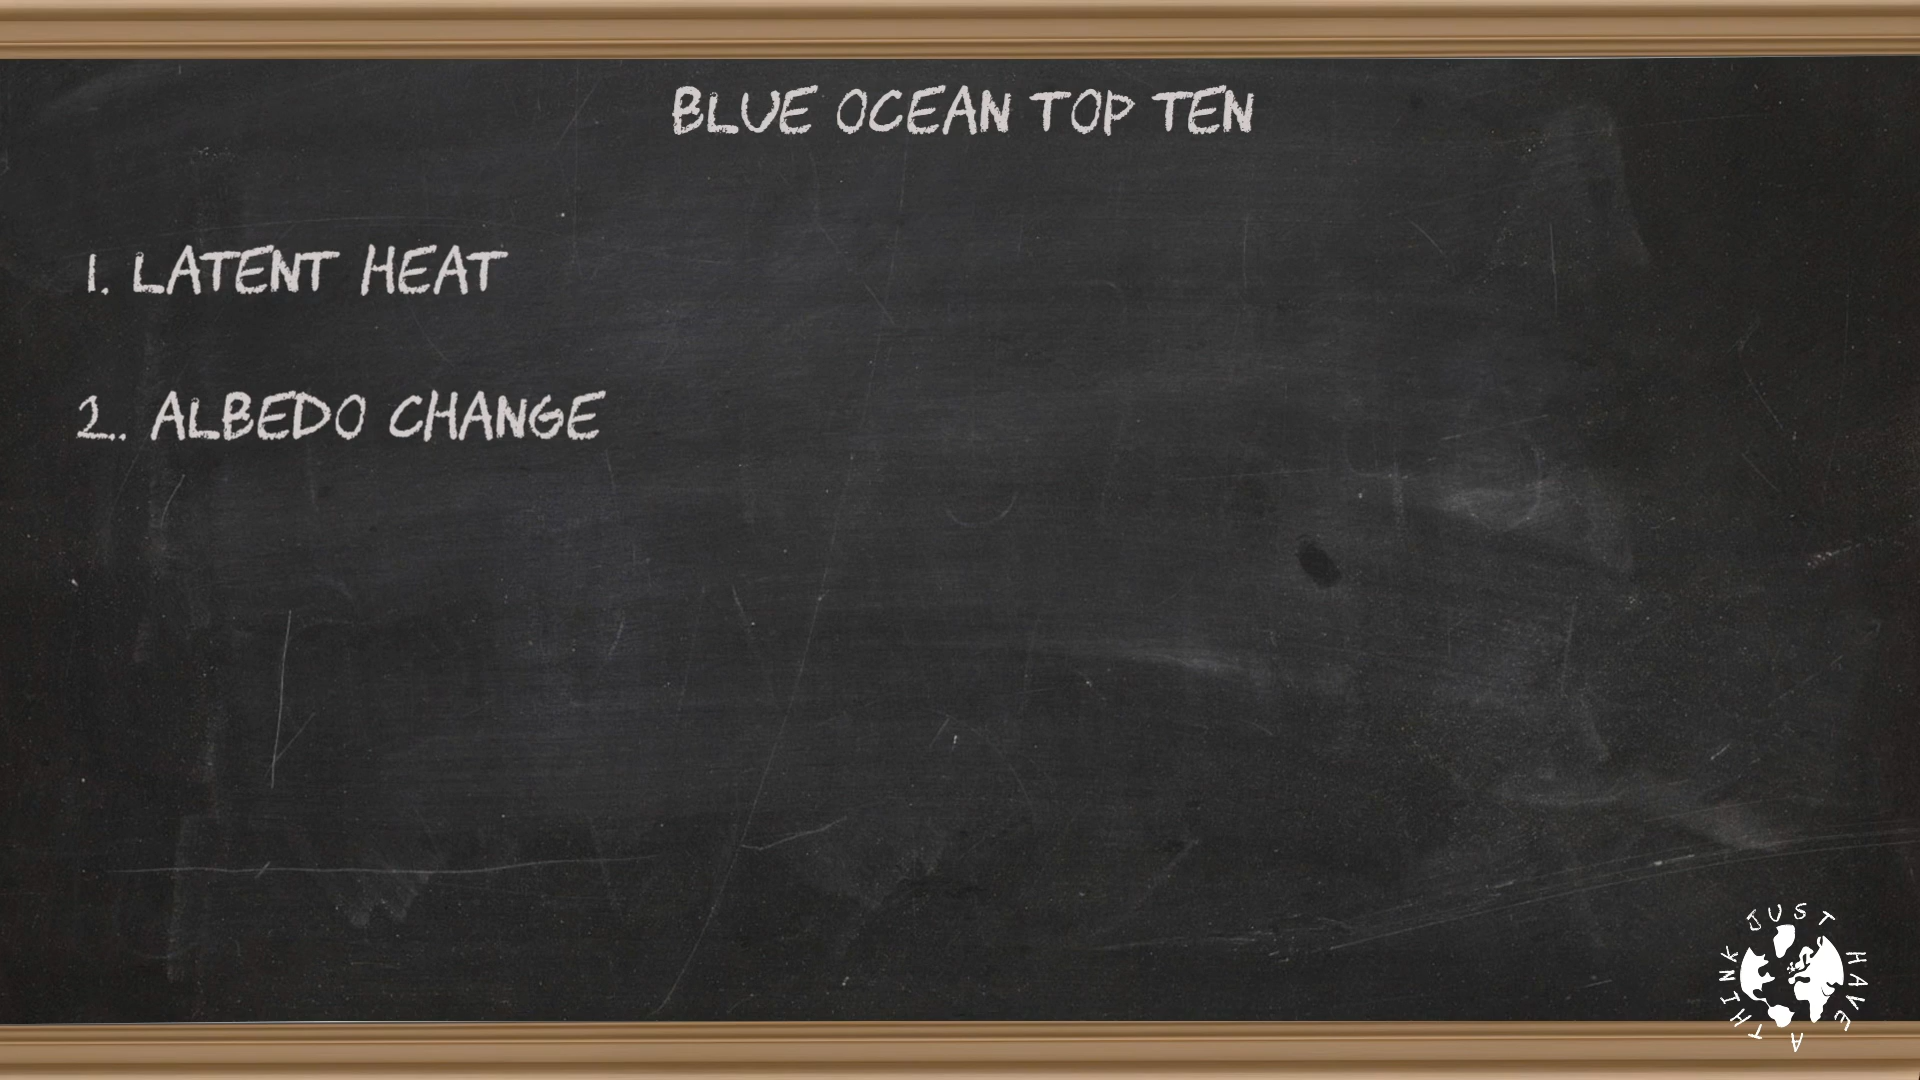 BLUE OCEAN TOP TEN
1. LATENT HEAT
2. ALBEDO CHANGE
JUST HAVE A THINK